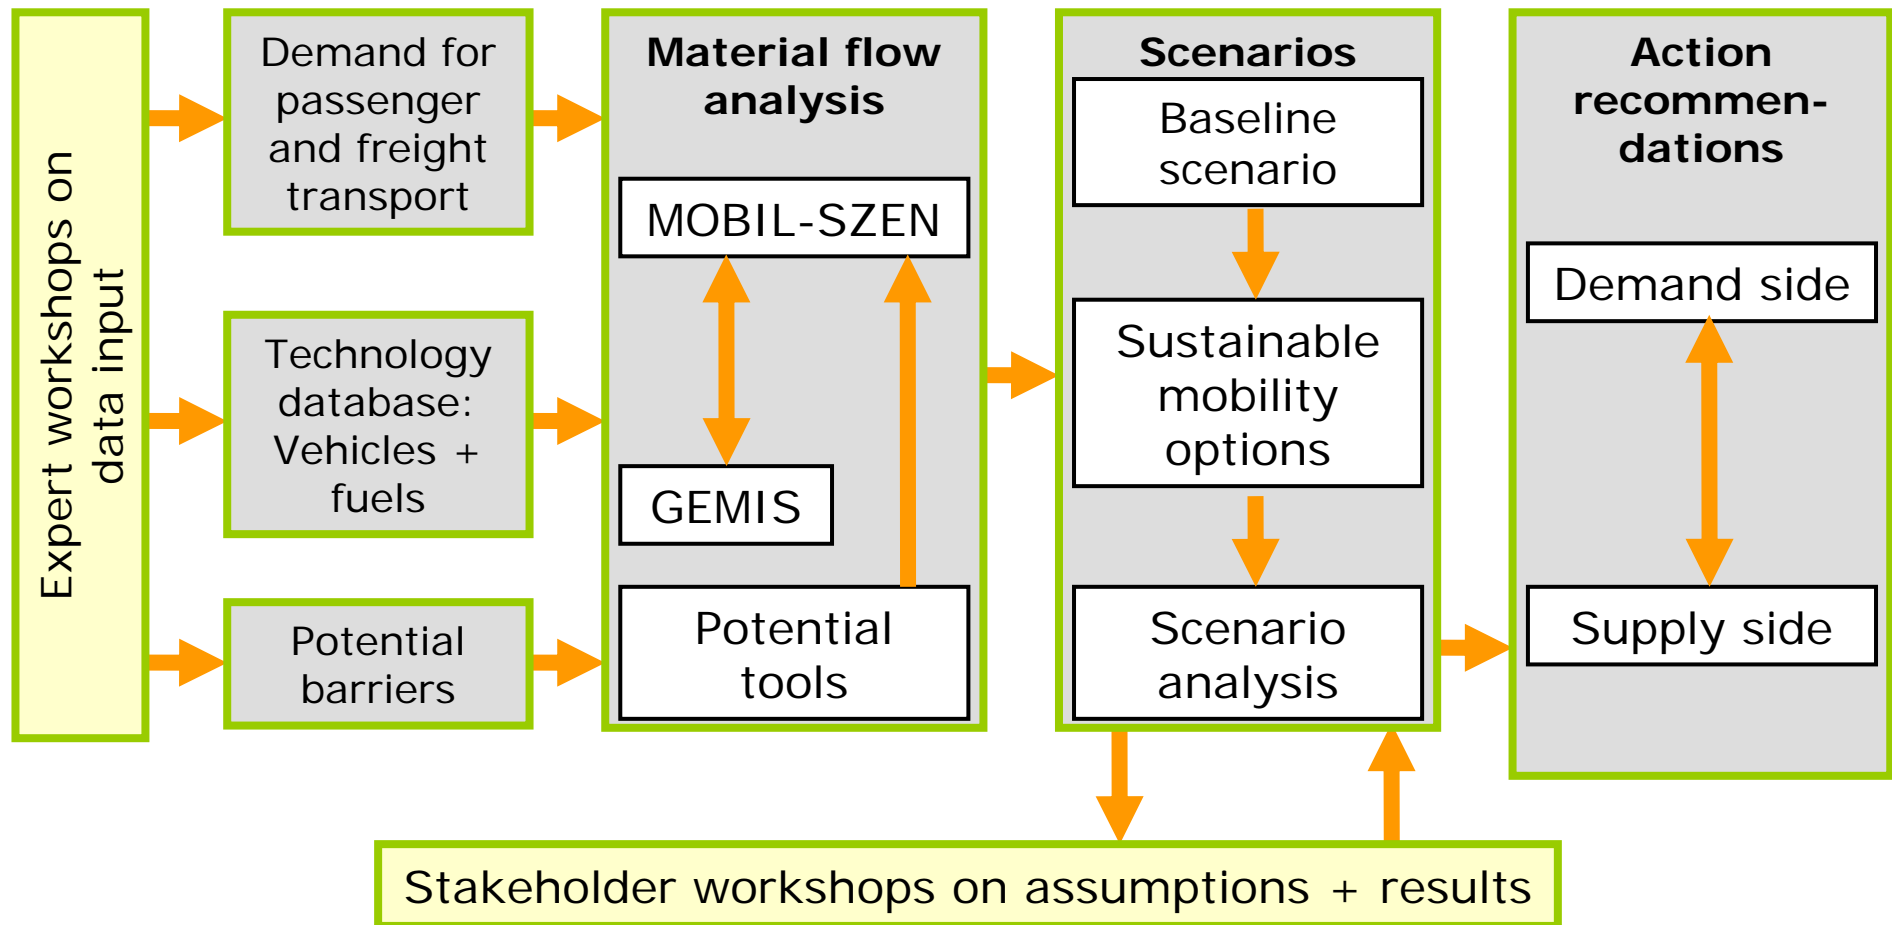 Expert workshops on
data input
Demand for
passenger
and freight
transport
Technology
database:
Vehicles +
fuels
Potential
barriers
Material flow
analysis
MOBIL-SZEN
GEMIS
Potential
tools
Scenarios
Baseline
scenario
Sustainable
mobility
options
Scenario
analysis
Action
recommen-
dations
Demand side
Supply side
Stakeholder workshops on assumptions + results